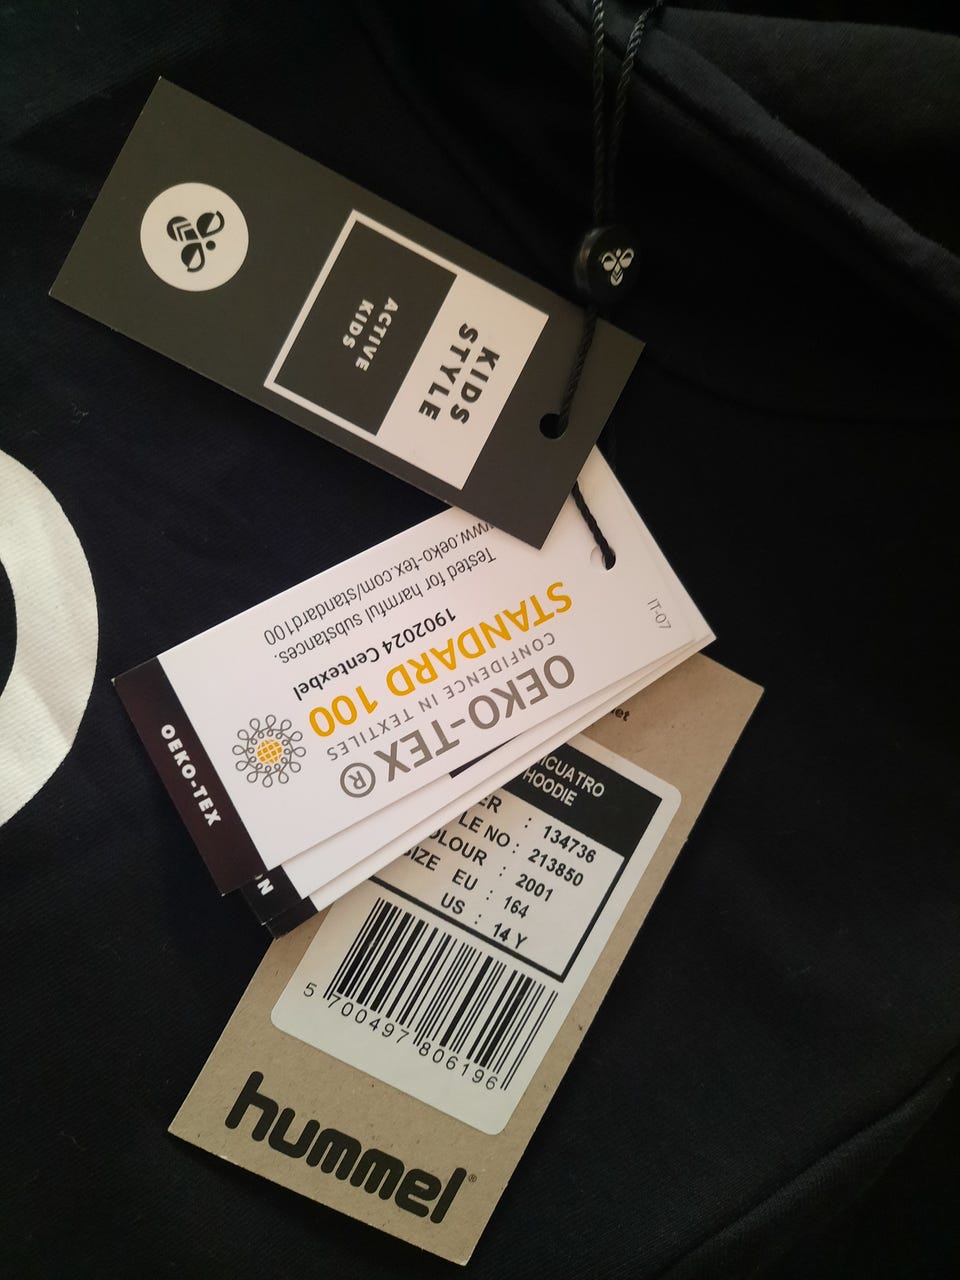 KIDS
STYLE
ACTIVE
KIDS
IT-07
OEKO-TEX®
CONFIDENCE IN TEXTILES
STANDARD 100
1902024 Centexbel
Tested for harmful substances.
www.oeko-tex.com/standard100
OEKO-TEX
HOODIE
: 134736
LE NO : 213850
: 2001
SIZE EU : 164
US : 14 Y
5 700497 806196
hummel®